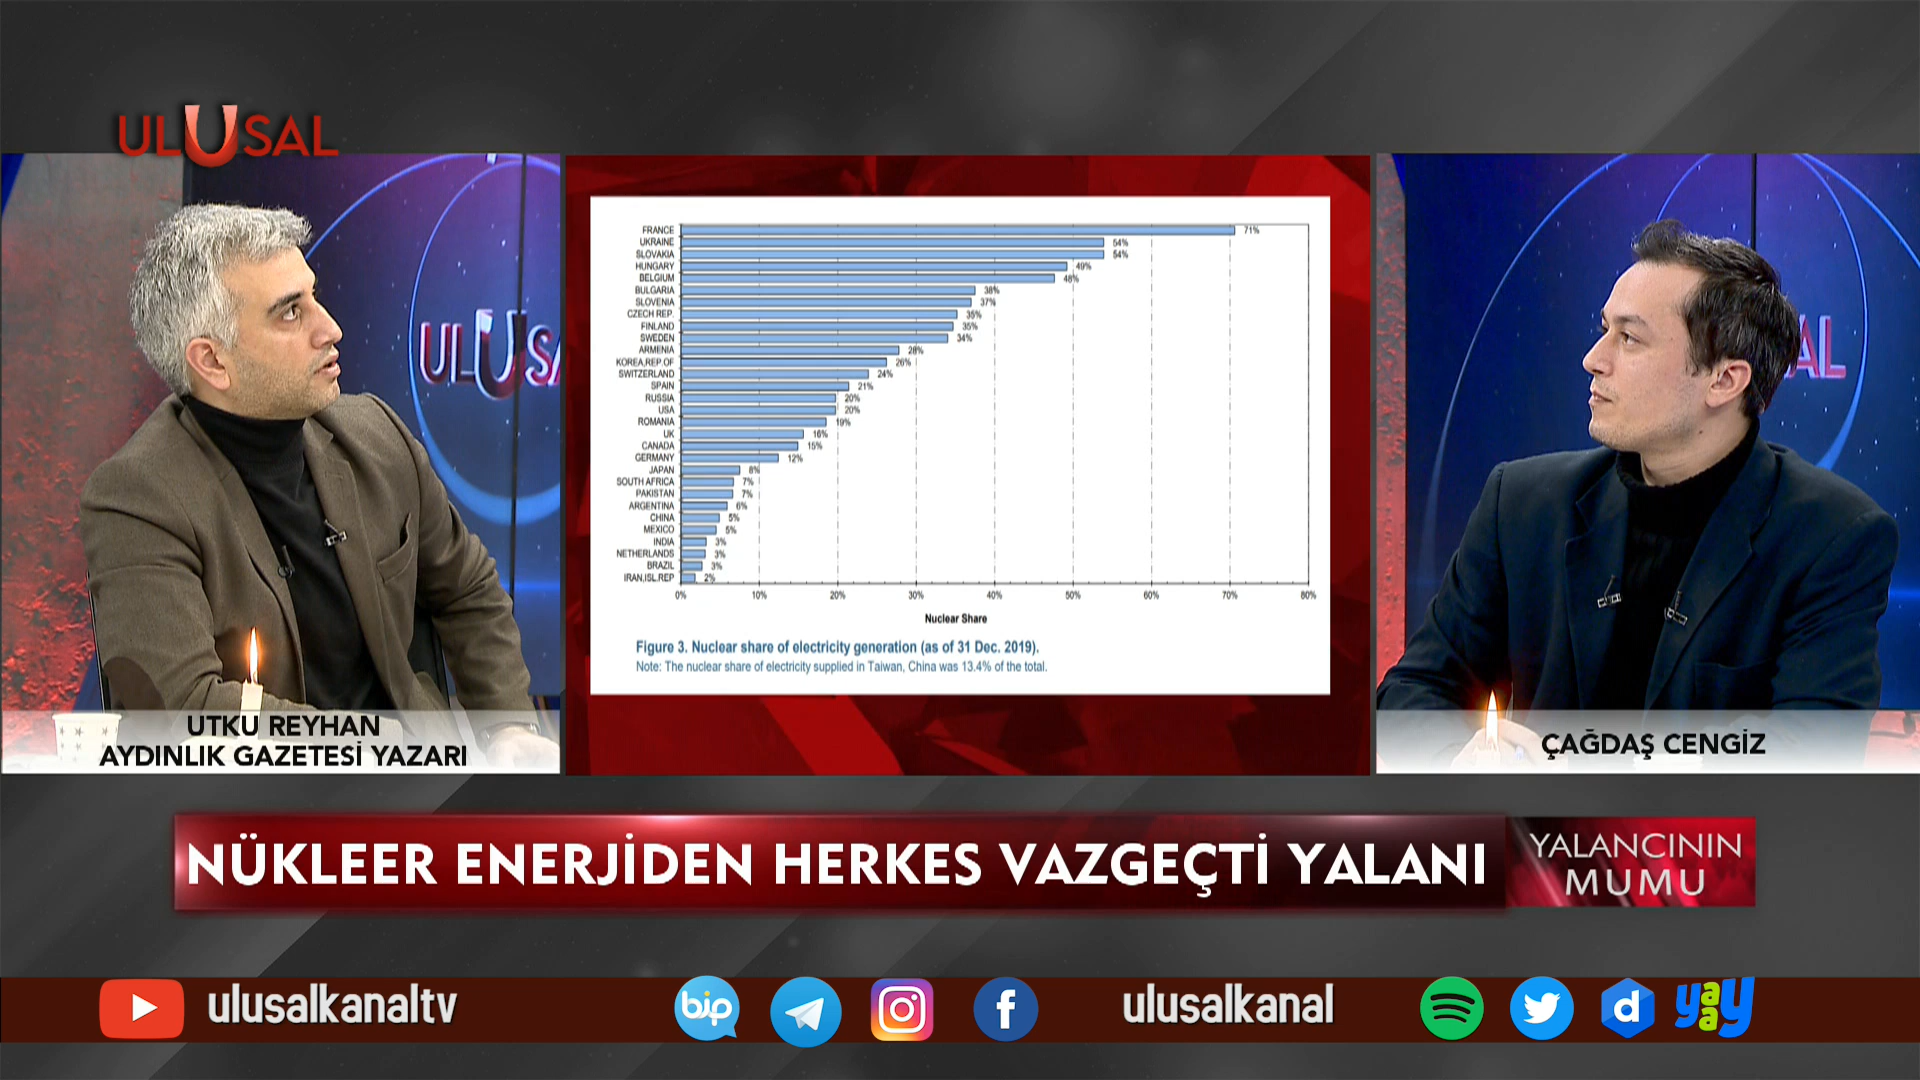 ULUSAL
ULUSA
SAL
FRANCE 71%
UKRAINE 54%
SLOVAKIA 54%
HUNGARY 49%
BELGIUM 48%
BULGARIA 38%
SLOVENIA 37%
CZECH REP. 35%
FINLAND 35%
SWEDEN 34%
ARMENIA 28%
KOREA,REP.OF 26%
SWITZERLAND 24%
SPAIN 21%
RUSSIA 20%
USA 20%
ROMANIA 19%
UK 16%
CANADA 15%
GERMANY 12%
JAPAN 8%
SOUTH AFRICA 7%
PAKISTAN 7%
ARGENTINA 6%
CHINA 5%
MEXICO 5%
INDIA 3%
NETHERLANDS 3%
BRAZIL 3%
IRAN,ISL.REP 2%
0% 10% 20% 30% 40% 50% 60% 70% 80%
Nuclear Share
Figure 3. Nuclear share of electricity generation (as of 31 Dec. 2019).
Note: The nuclear share of electricity supplied in Taiwan, China was 13.4% of the total.
UTKU REYHAN
AYDINLIK GAZETESİ YAZARI
ÇAĞDAŞ CENGİZ
NÜKLEER ENERJİDEN HERKES VAZGEÇTİ YALANI
YALANCININ
MUMU
ulusalkanaltv
bip
ulusalkanal
d
yaay